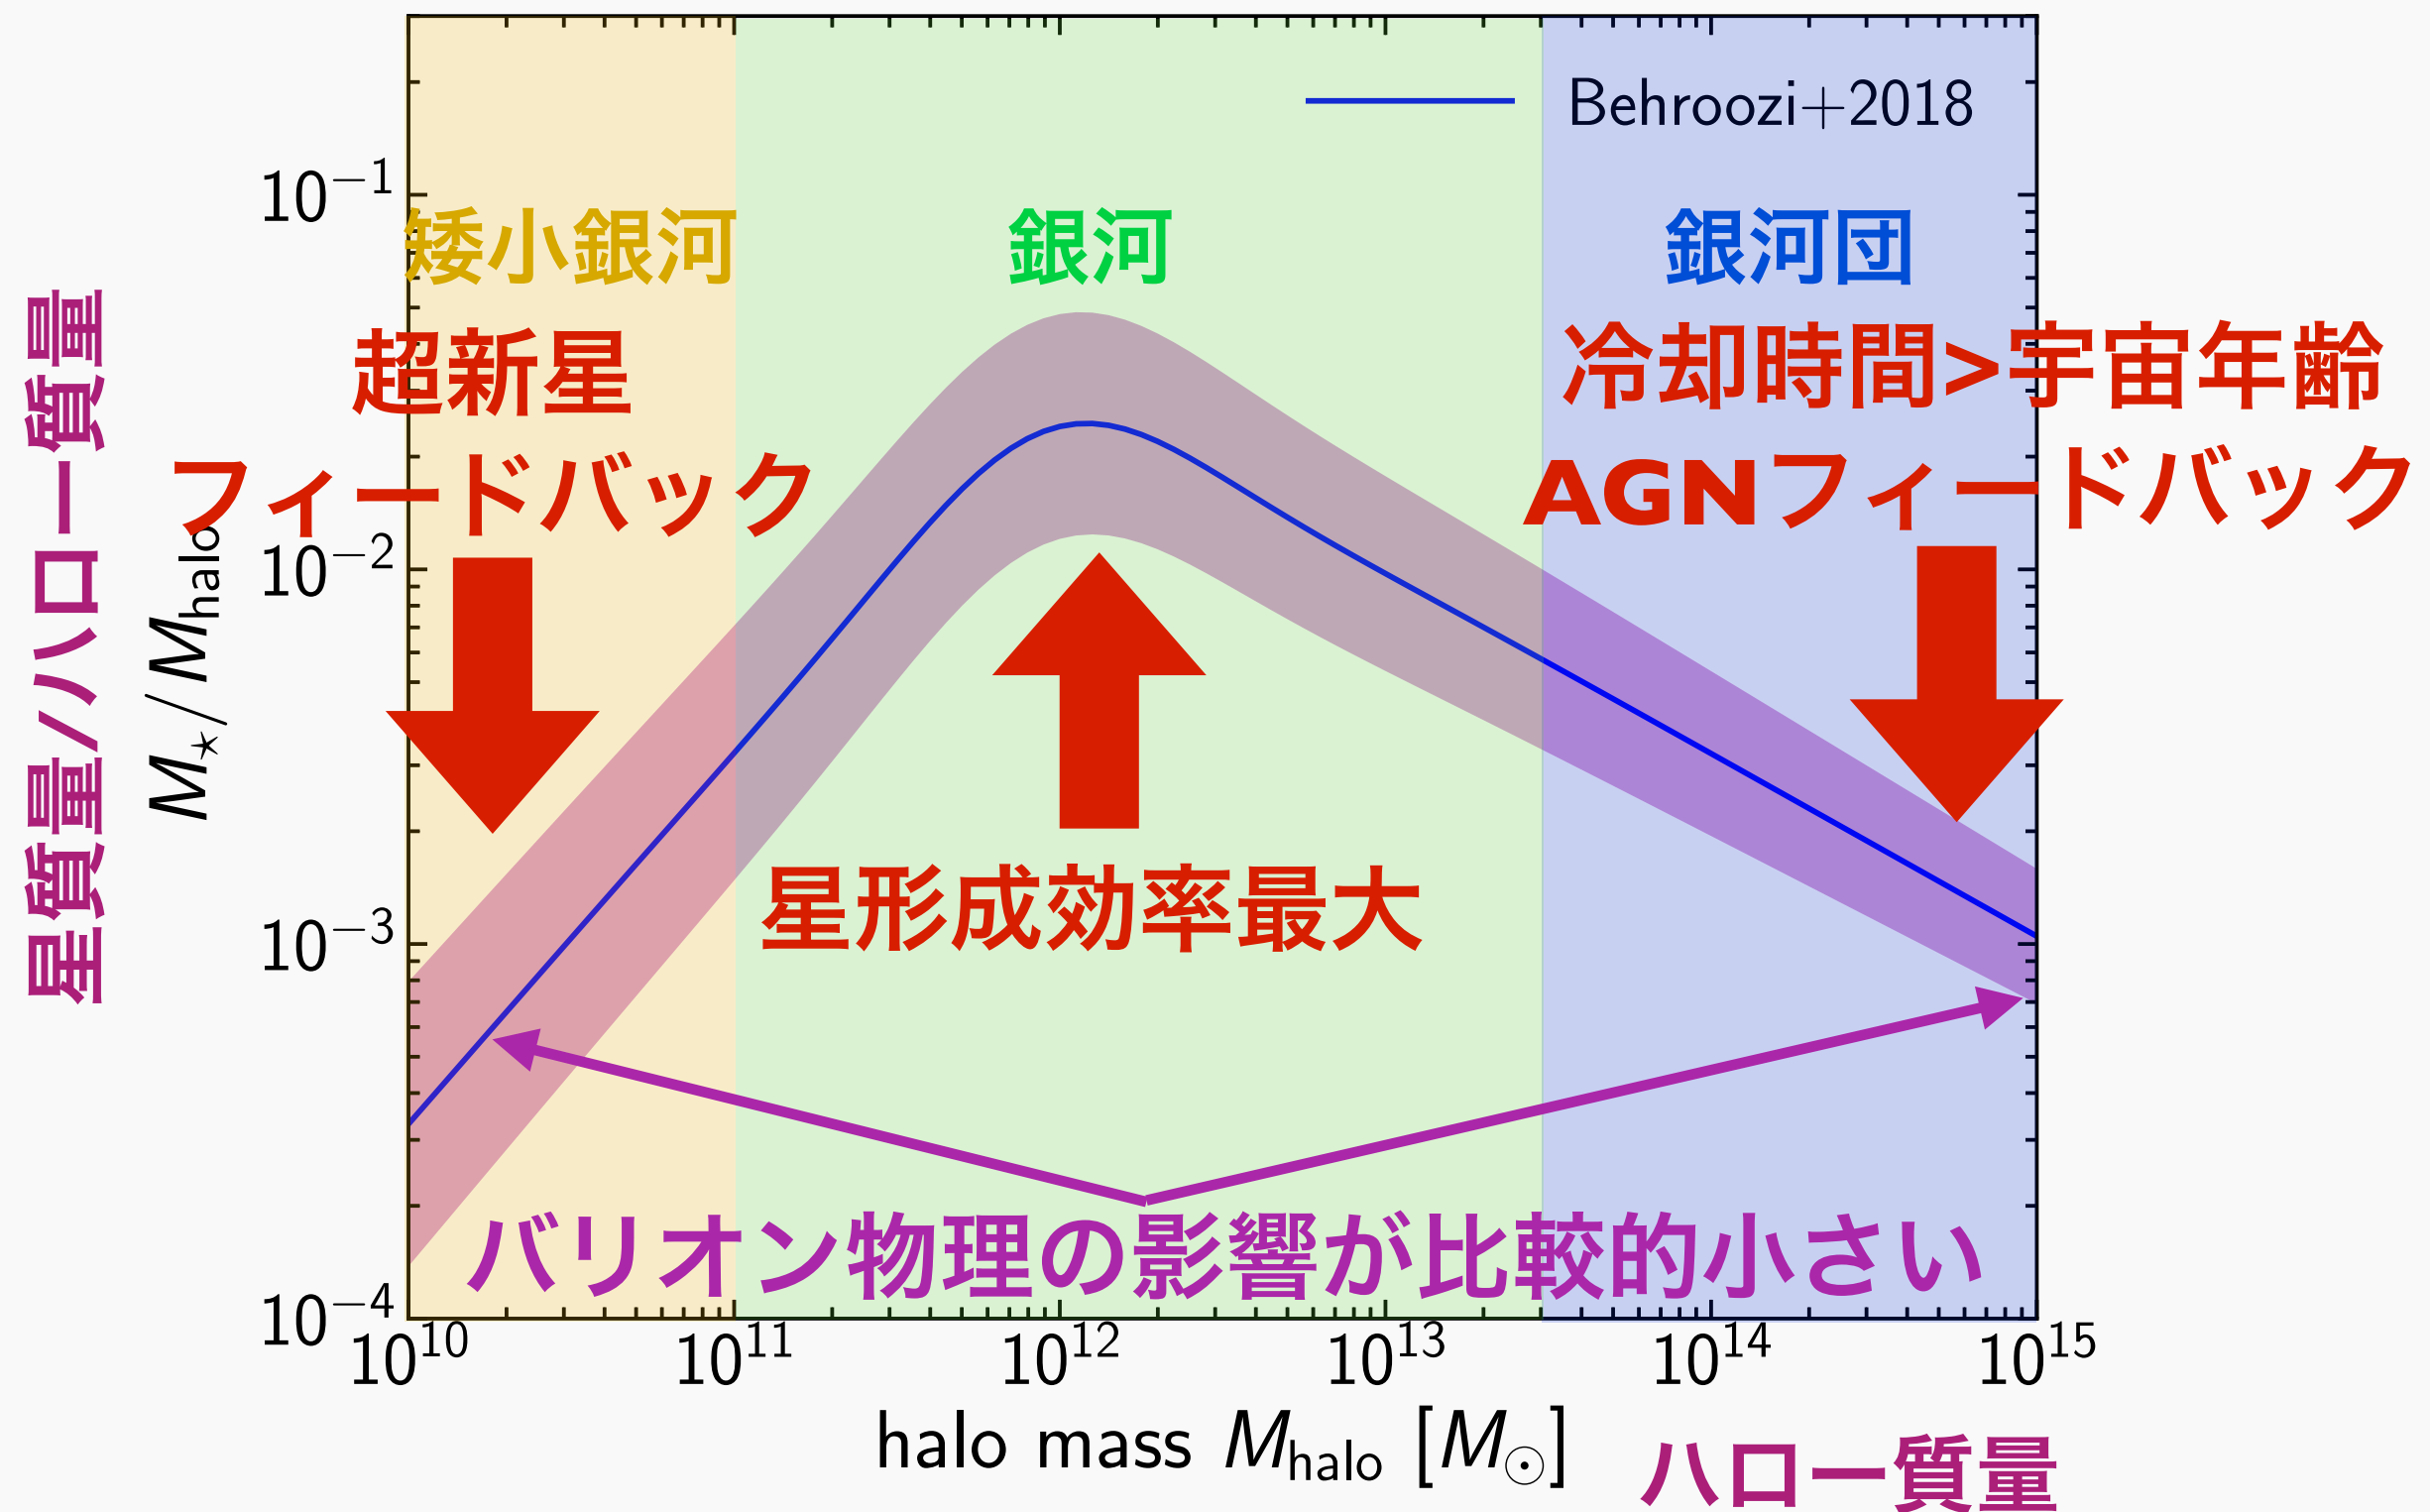 Behroozi+2018
10⁻¹
矮小銀河
銀河
銀河団
超新星
フィードバック
冷却時間>宇宙年齢
AGNフィードバック
星質量/ハロー質量
M⋆/Mhalo
10⁻²
星形成効率最大
10⁻³
バリオン物理の影響が比較的小さい
10⁻⁴
10¹⁰ 10¹¹ 10¹² 10¹³ 10¹⁴ 10¹⁵
halo mass Mhalo [M⊙]
ハロー質量